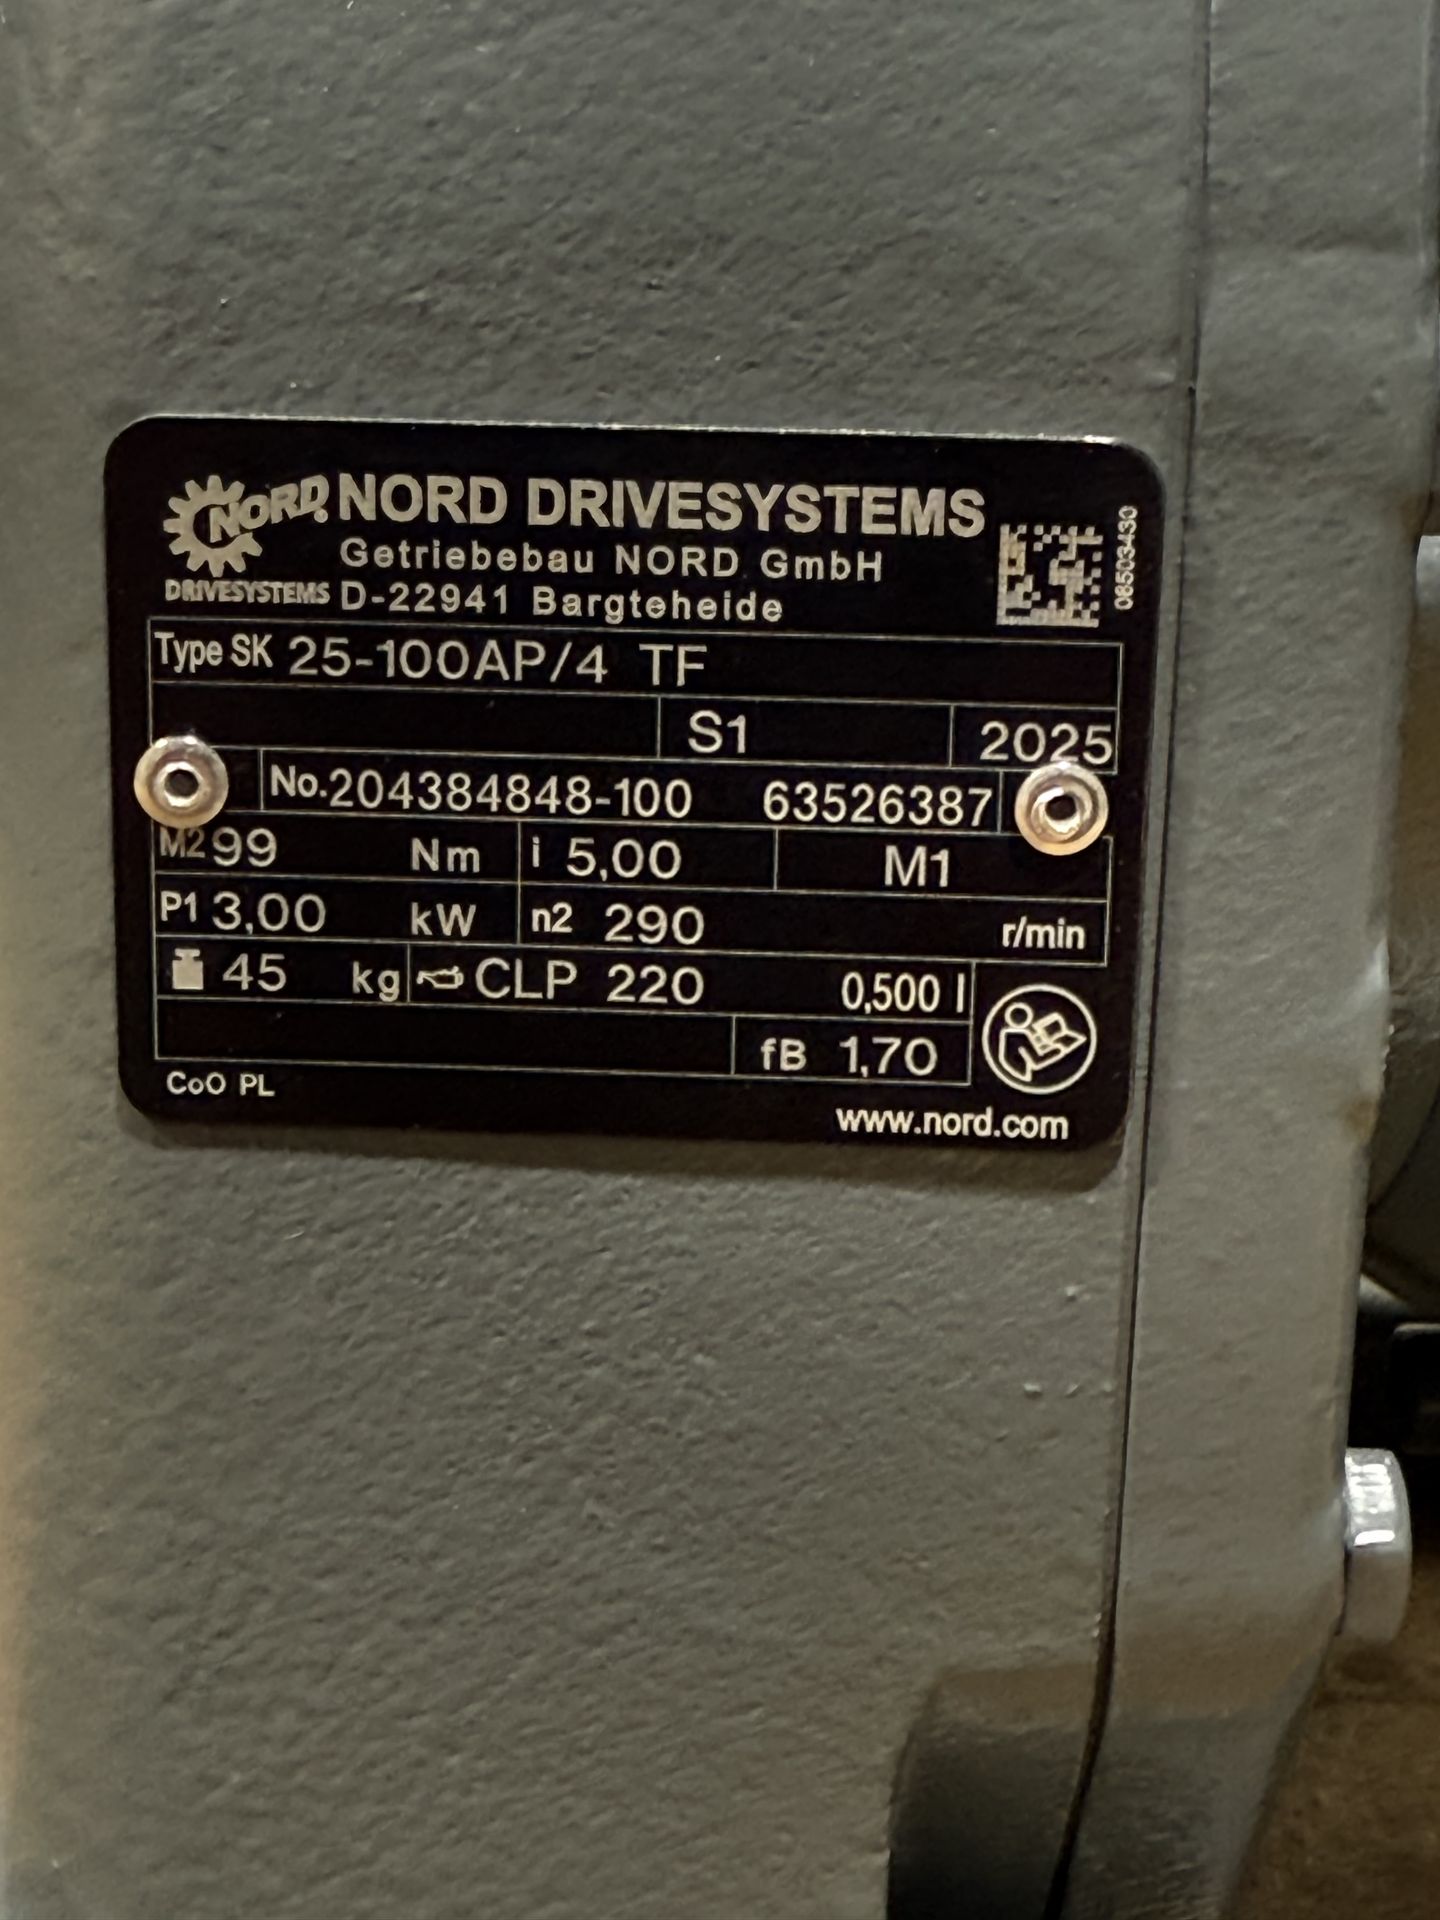 NORD DRIVESYSTEMS
NORD
DRIVESYSTEMS
Getriebebau NORD GmbH
D-22941 Bargteheide
08503430
Type SK 25-100AP/4 TF
S1 2025
No. 204384848-100 63526387
M2 99 Nm i 5,00 M1
P1 3,00 kW n2 290 r/min
45 kg CLP 220 0,500 l
fB 1,70
CoO PL
www.nord.com